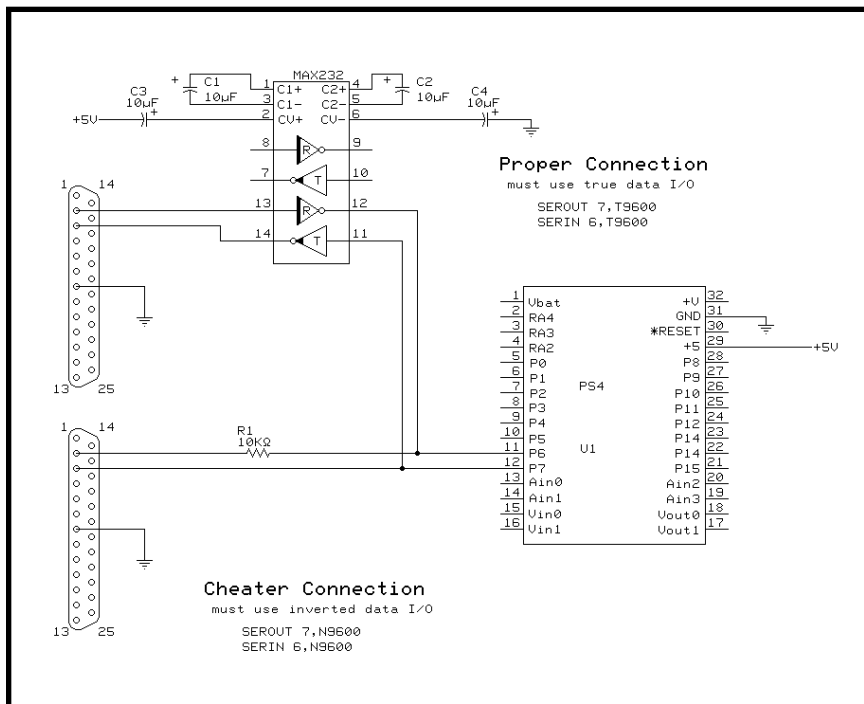 MAX232
C3
10µF
+5V
+
+
C1
10µF
1
3
2
C1+
C1-
CV+
C2+
C2-
CV-
4
5
6
+
C2
10µF
C4
10µF
+
8
R
9
7
T
10
13
R
12
14
T
11
1
14
13
25
Proper Connection
must use true data I/O
SEROUT 7,T9600
SERIN 6,T9600
1 Vbat
2 RA4
3 RA3
4 RA2
5 P0
6 P1
7 P2
8 P3
9 P4
10 P5
11 P6
12 P7
13 Ain0
14 Ain1
15 Vin0
16 Vin1
PS4
U1
+V 32
GND 31
*RESET 30
+5 29
+5V
P8 28
P9 27
P10 26
P11 25
P12 24
P14 23
P14 22
P15 21
Ain2 20
Ain3 19
Vout0 18
Vout1 17
1
14
R1
10KΩ
13
25
Cheater Connection
must use inverted data I/O
SEROUT 7,N9600
SERIN 6,N9600